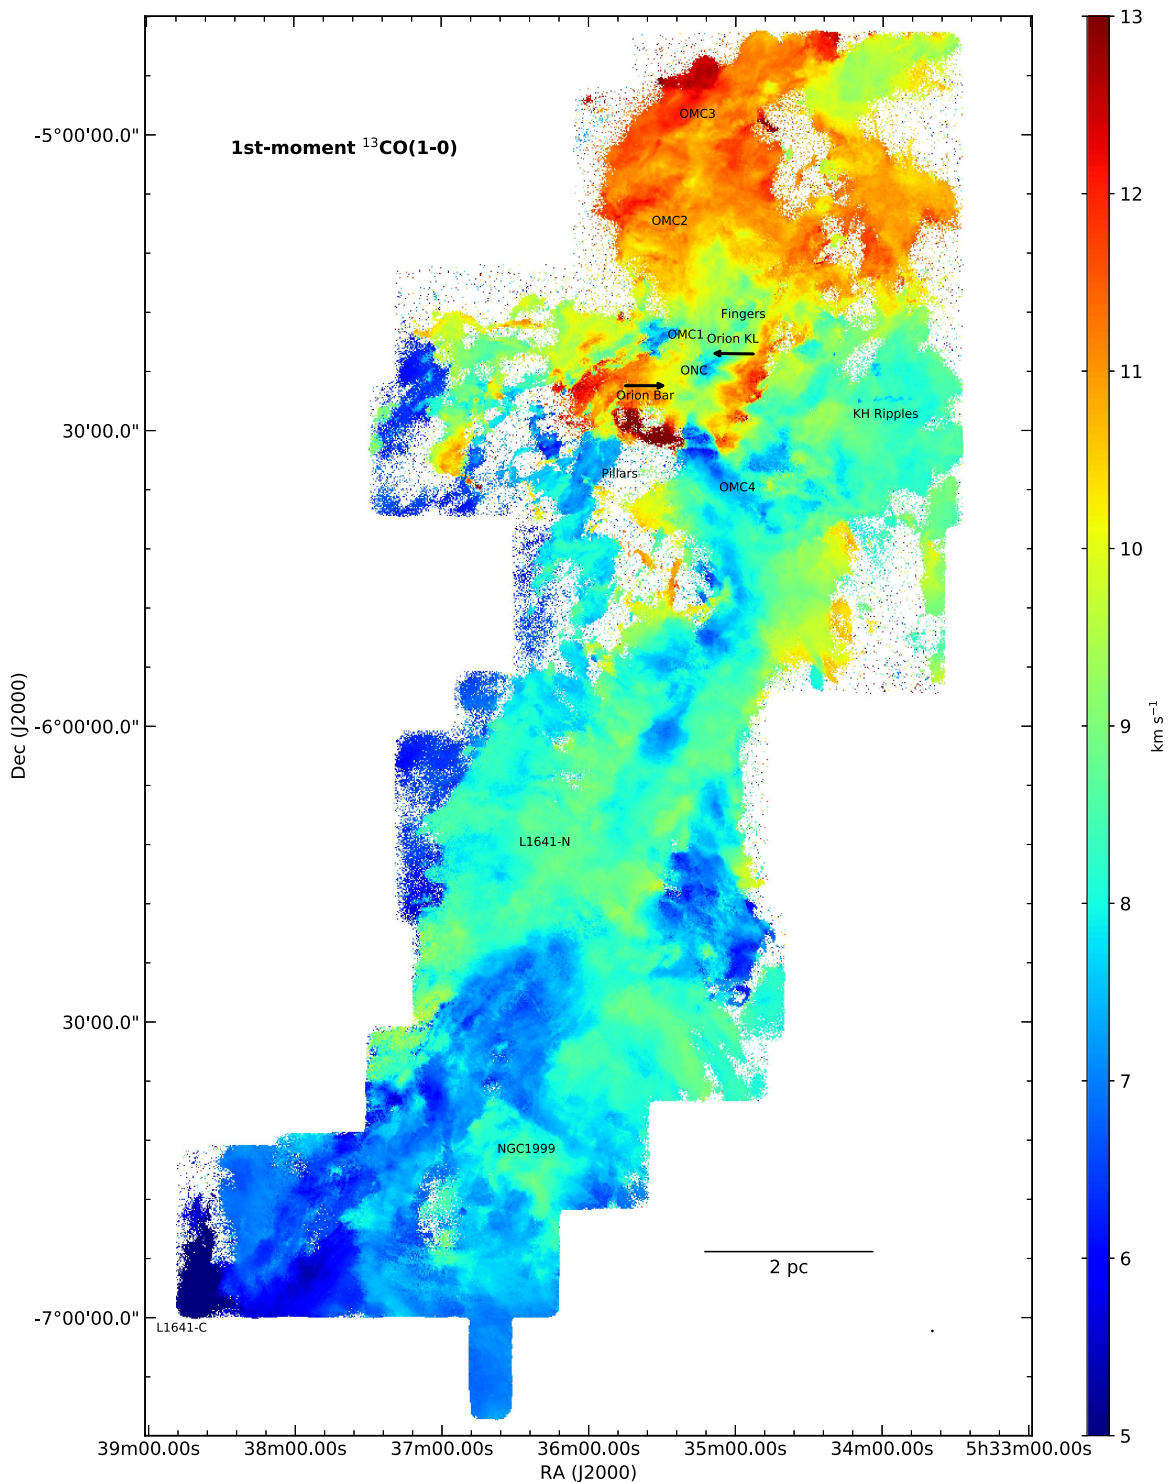 1st-moment ¹³CO(1-0)
OMC3
OMC2
Fingers
OMC1
Orion KL
ONC
Orion Bar
KH Ripples
Pillars
OMC4
L1641-N
NGC1999
L1641-C
2 pc
-5°00'00.0"
30'00.0"
-6°00'00.0"
30'00.0"
-7°00'00.0"
Dec (J2000)
39m00.00s
38m00.00s
37m00.00s
36m00.00s
35m00.00s
34m00.00s
5h33m00.00s
RA (J2000)
13
12
11
10
9
8
7
6
5
km s⁻¹